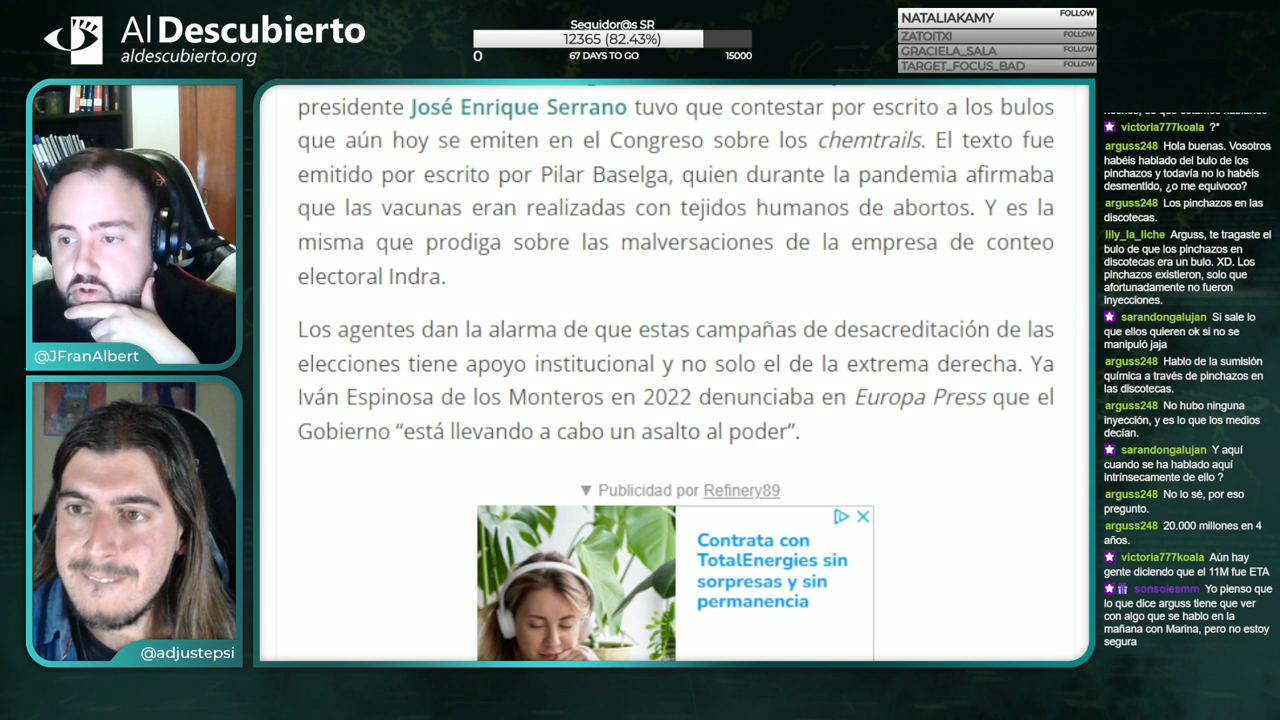 Al Descubierto
aldescubierto.org
Seguidor@s SR
12365 (82.43%)
0
67 DAYS TO GO
15000
NATALIAKAMY FOLLOW
ZATOITXI FOLLOW
GRACIELA_SALA FOLLOW
TARGET_FOCUS_BAD FOLLOW
@JFranAlbert
@adjustepsi
presidente José Enrique Serrano tuvo que contestar por escrito a los bulos
que aún hoy se emiten en el Congreso sobre los chemtrails. El texto fue
emitido por escrito por Pilar Baselga, quien durante la pandemia afirmaba
que las vacunas eran realizadas con tejidos humanos de abortos. Y es la
misma que prodiga sobre las malversaciones de la empresa de conteo
electoral Indra.
Los agentes dan la alarma de que estas campañas de desacreditación de las
elecciones tiene apoyo institucional y no solo el de la extrema derecha. Ya
Iván Espinosa de los Monteros en 2022 denunciaba en Europa Press que el
Gobierno “está llevando a cabo un asalto al poder”.
▼ Publicidad por Refinery89
Contrata con
TotalEnergies sin
sorpresas y sin
permanencia
victoria777koala ?*
arguss248 Hola buenas. Vosotros
habéis hablado del bulo de los
pinchazos y todavía no lo habéis
desmentido, ¿o me equivoco?
arguss248 Los pinchazos en las
discotecas.
lily_la_liche Arguss, te tragaste el
bulo de que los pinchazos en
discotecas era un bulo. XD. Los
pinchazos existieron, solo que
afortunadamente no fueron
inyecciones.
sarandongalujan Si sale lo
que ellos quieren ok si no se
manipuló jaja
arguss248 Hablo de la sumisión
química a través de pinchazos en
las discotecas.
arguss248 No hubo ninguna
inyección, y es lo que los medios
decían.
sarandongalujan Y aquí
cuando se ha hablado aquí
intrínsecamente de ello ?
arguss248 No lo sé, por eso
pregunto.
arguss248 20.000 millones en 4
años.
victoria777koala Aún hay
gente diciendo que el 11M fue ETA
sonsolesmm Yo pienso que
lo que dice arguss tiene que ver
con algo que se hablo en la
mañana con Marina, pero no estoy
segura